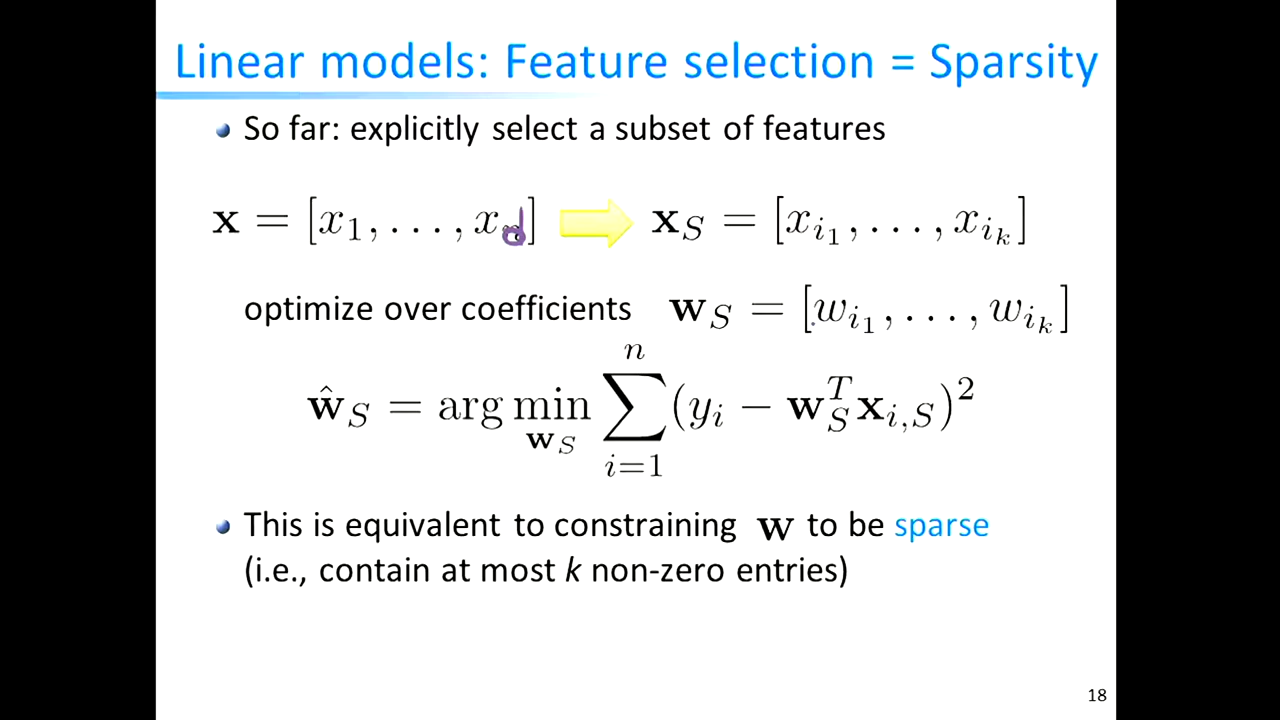 Linear models: Feature selection = Sparsity
So far: explicitly select a subset of features
x = [x_1, . . . , x_d] x_S = [x_{i_1}, . . . , x_{i_k}]
optimize over coefficients w_S = [w_{i_1}, . . . , w_{i_k}]
ŵ_S = arg min_{w_S} ∑_{i=1}^{n} (y_i − w_S^T x_{i,S})^2
This is equivalent to constraining w to be sparse
(i.e., contain at most k non-zero entries)
18